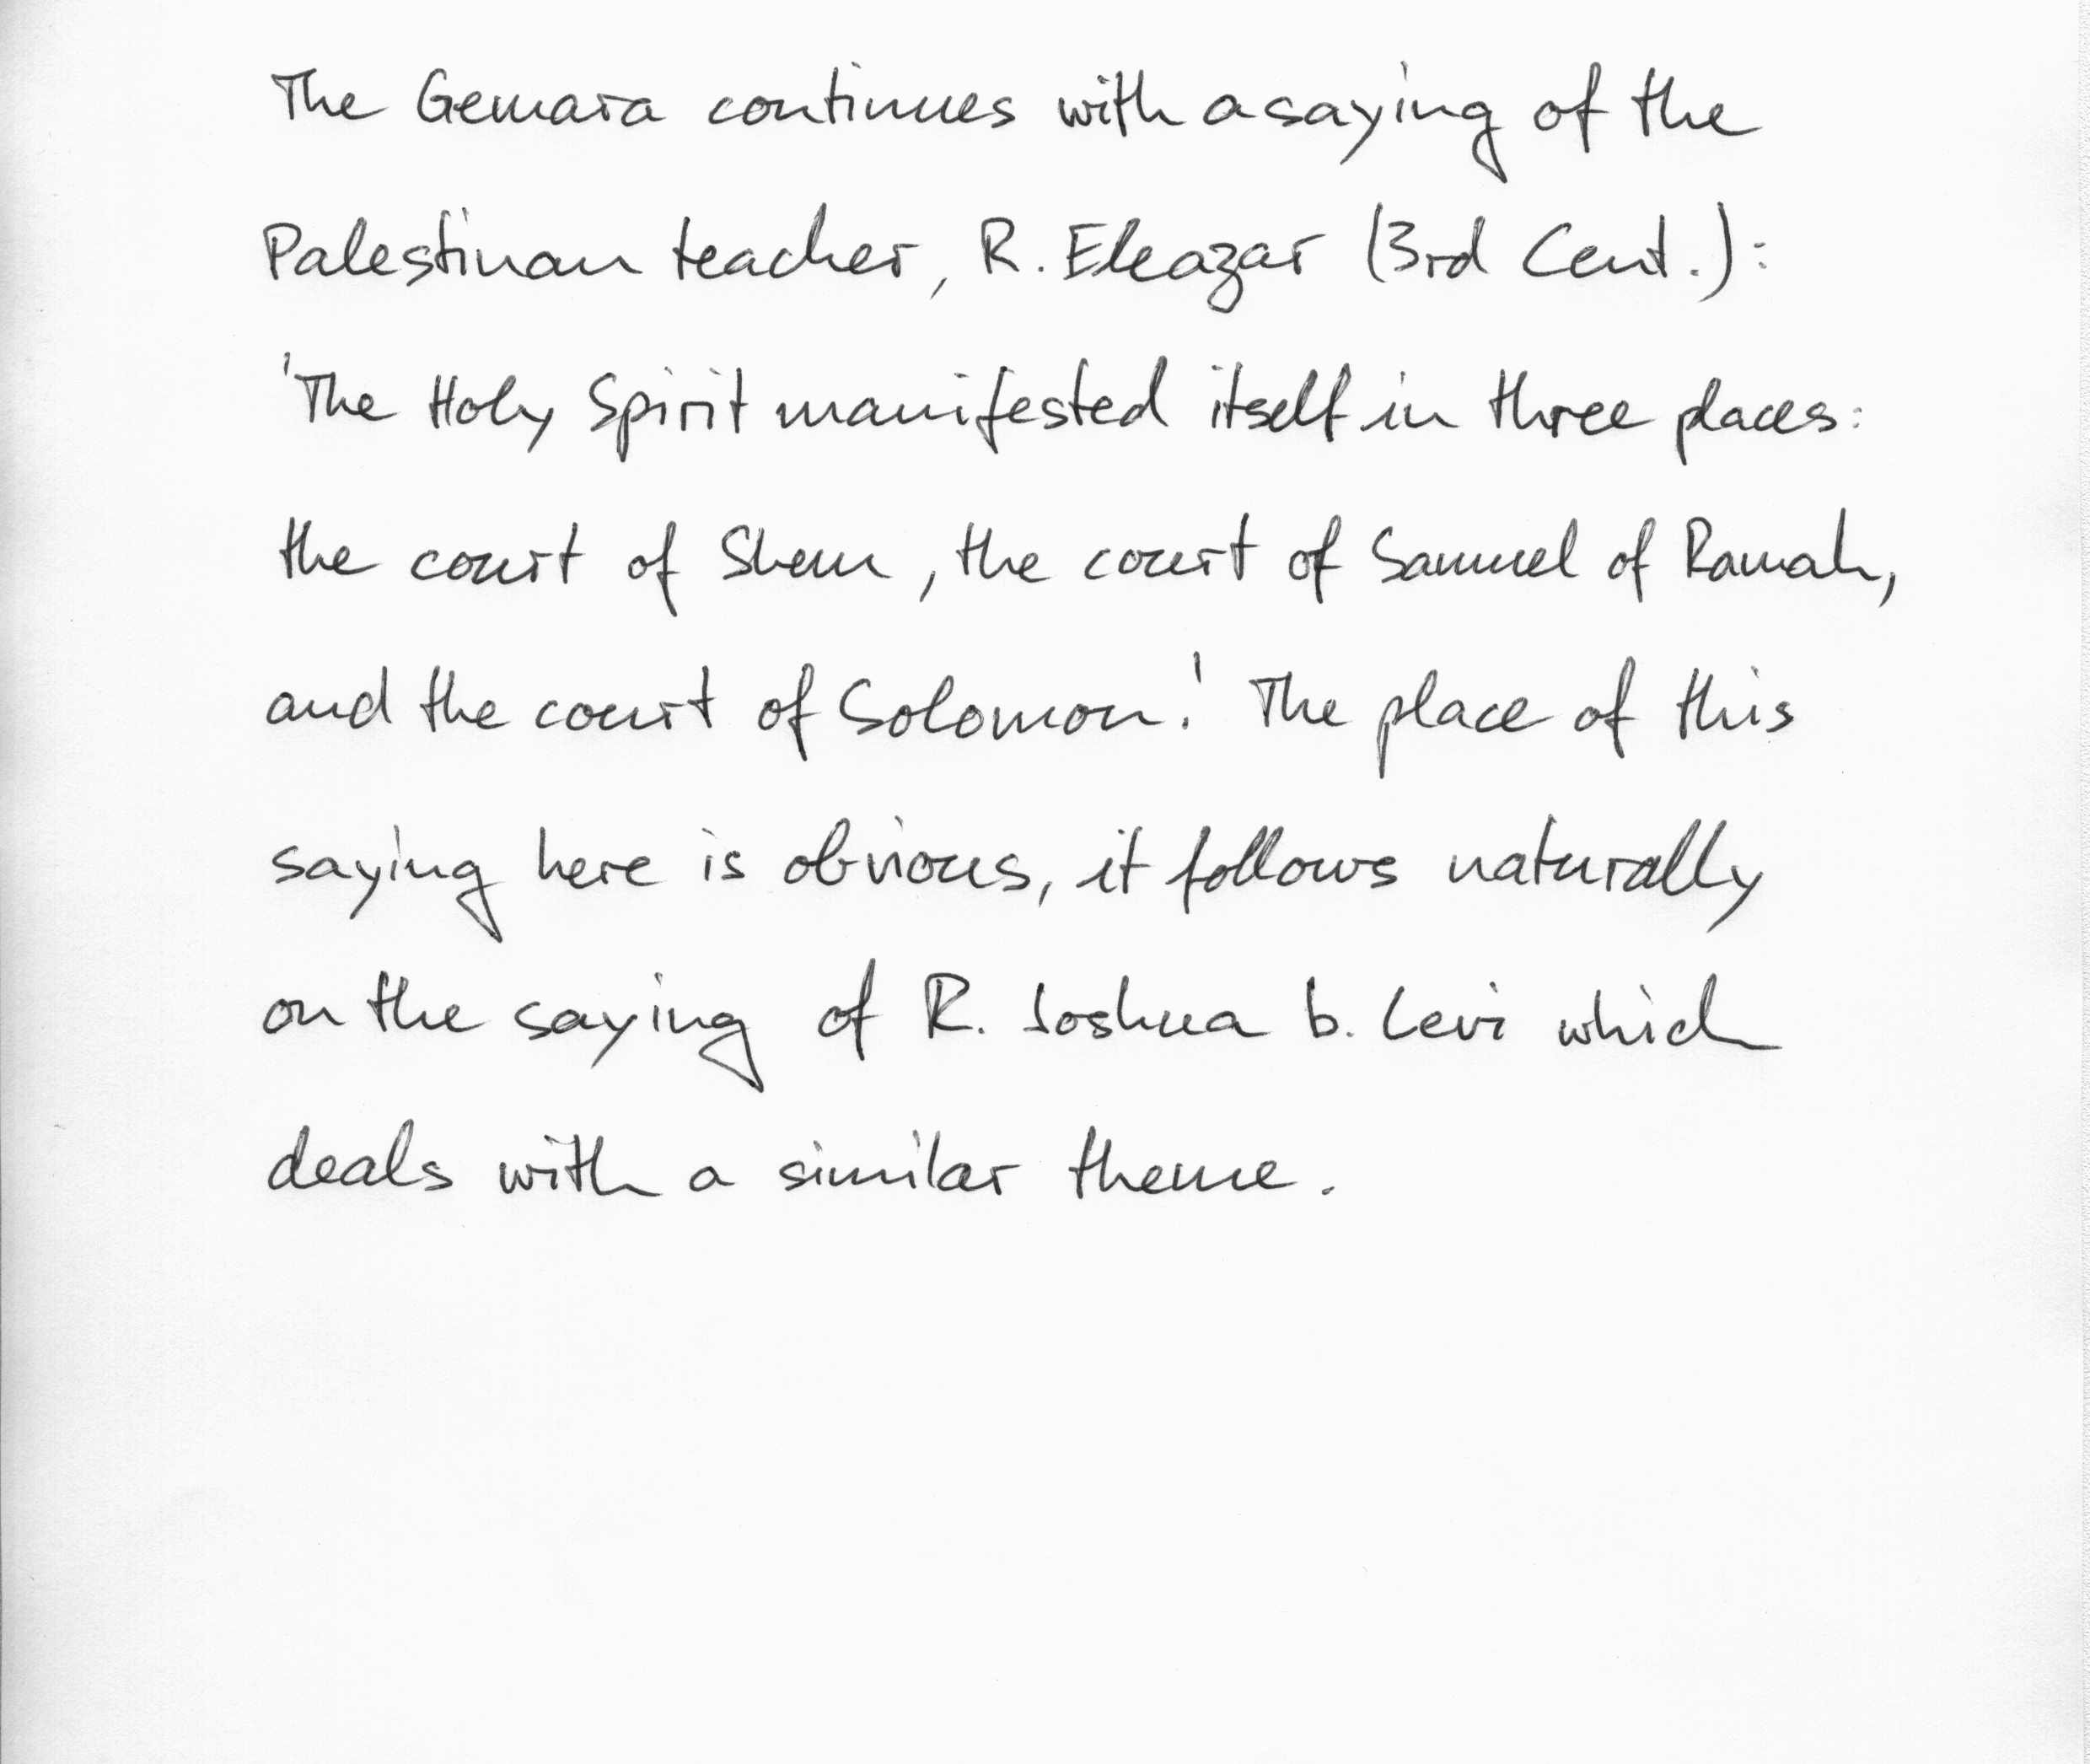 The Gemara continues with a saying of the
Palestinan teacher, R. Eleazar (3rd Cent.):
'The Holy Spirit manifested itself in three places:
the court of Shem, the court of Samuel of Ramah,
and the court of Solomon.' The place of this
saying here is obvious, it follows naturally
on the saying of R. Joshua b. Levi which
deals with a similar theme.